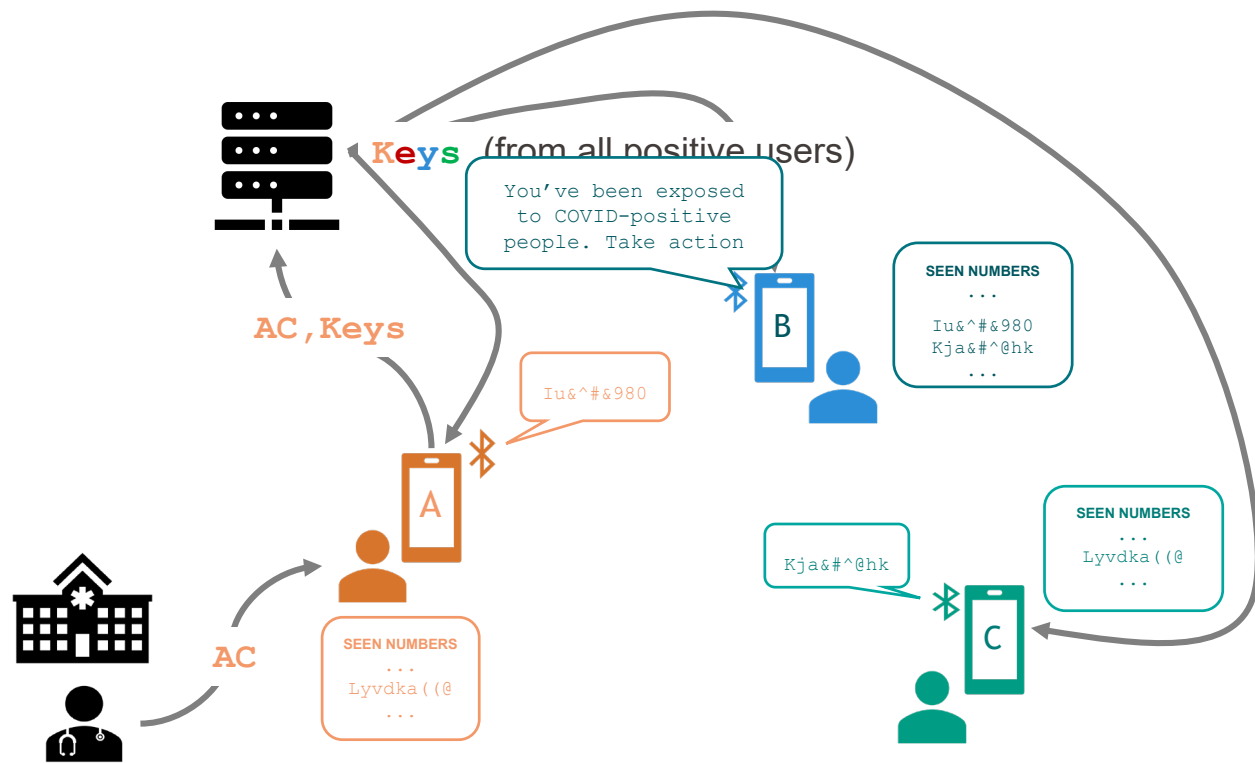 Keys (from all positive users)
You've been exposed
to COVID-positive
people. Take action
SEEN NUMBERS
...
Iu&^#&980
Kja&#^@hk
...
B
AC,Keys
Iu&^#&980
A
SEEN NUMBERS
...
Lyvdka((@
...
Kja&#^@hk
C
AC
SEEN NUMBERS
...
Lyvdka((@
...